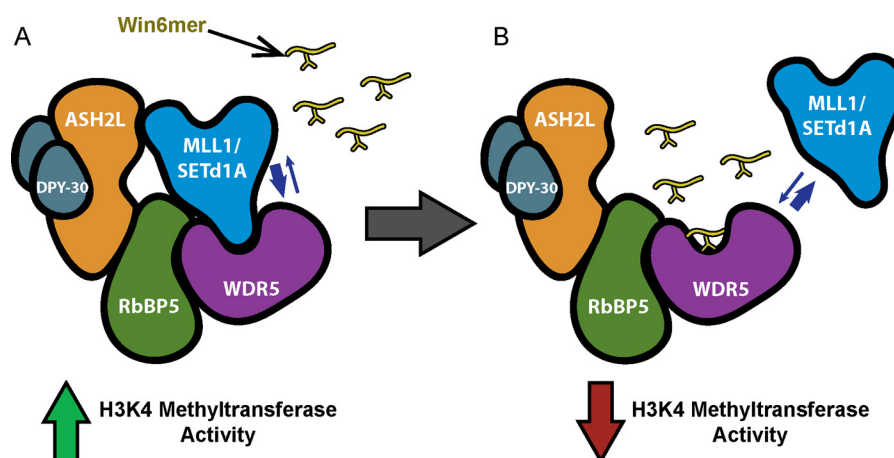 A
Win6mer
ASH2L
MLL1/
SETd1A
DPY-30
RbBP5
WDR5
H3K4 Methyltransferase
Activity
B
ASH2L
MLL1/
SETd1A
DPY-30
RbBP5
WDR5
H3K4 Methyltransferase
Activity